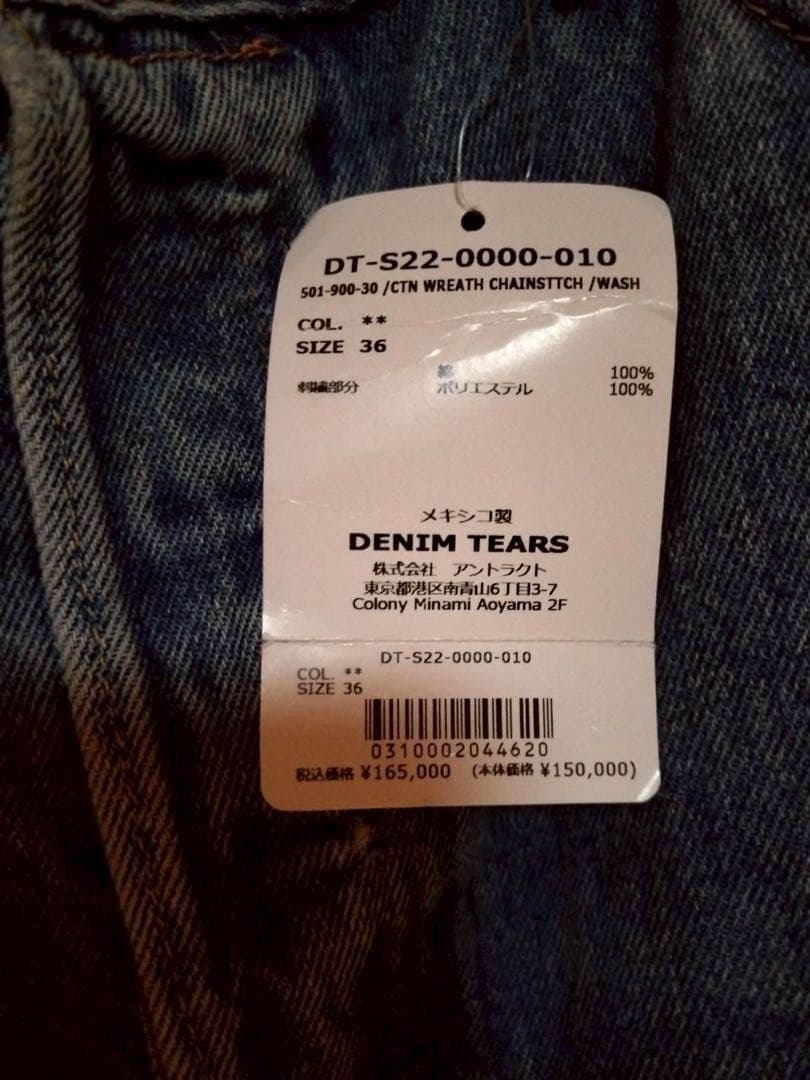 DT-S22-0000-010
501-900-30 /CTN WREATH CHAINSTTCH /WASH
COL. **
SIZE 36
綿 100%
刺繍部分 ポリエステル 100%
メキシコ製
DENIM TEARS
株式会社 アントラクト
東京都港区南青山6丁目3-7
Colony Minami Aoyama 2F
DT-S22-0000-010
COL. **
SIZE 36
0310002044620
税込価格 ¥165,000 (本体価格 ¥150,000)